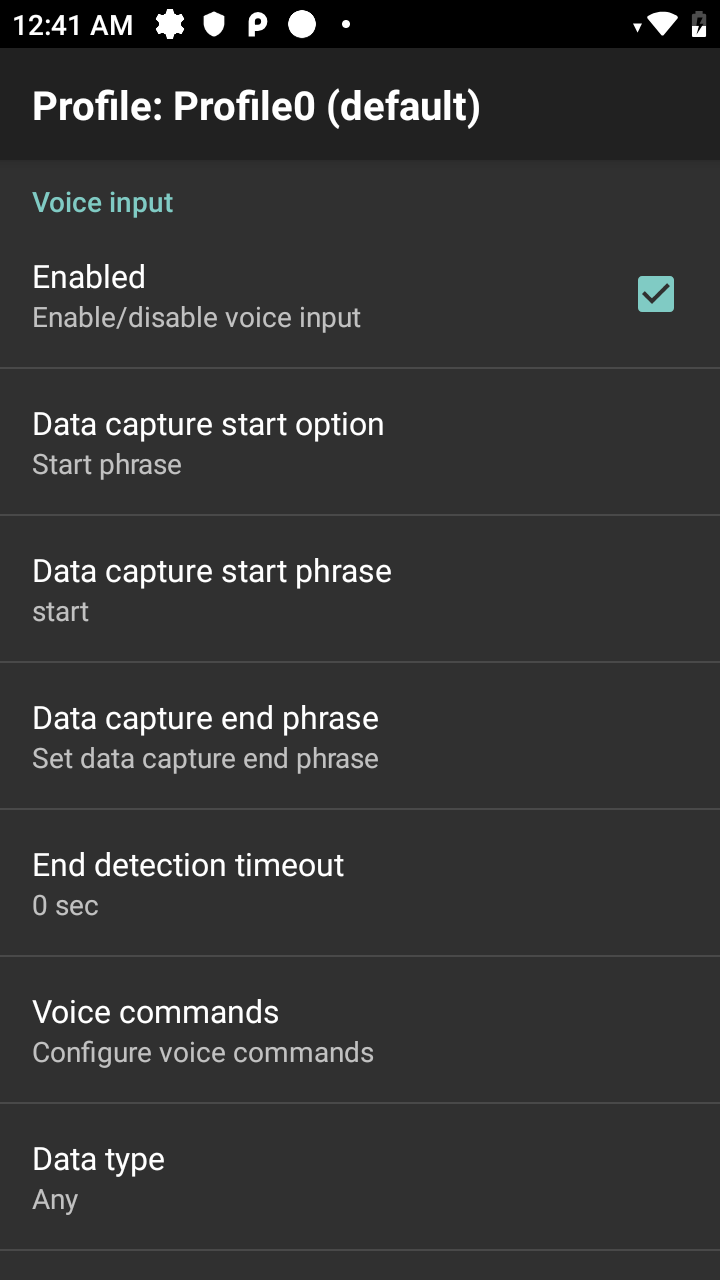 12:41 AM
Profile: Profile0 (default)
Voice input
Enabled
Enable/disable voice input
Data capture start option
Start phrase
Data capture start phrase
start
Data capture end phrase
Set data capture end phrase
End detection timeout
0 sec
Voice commands
Configure voice commands
Data type
Any